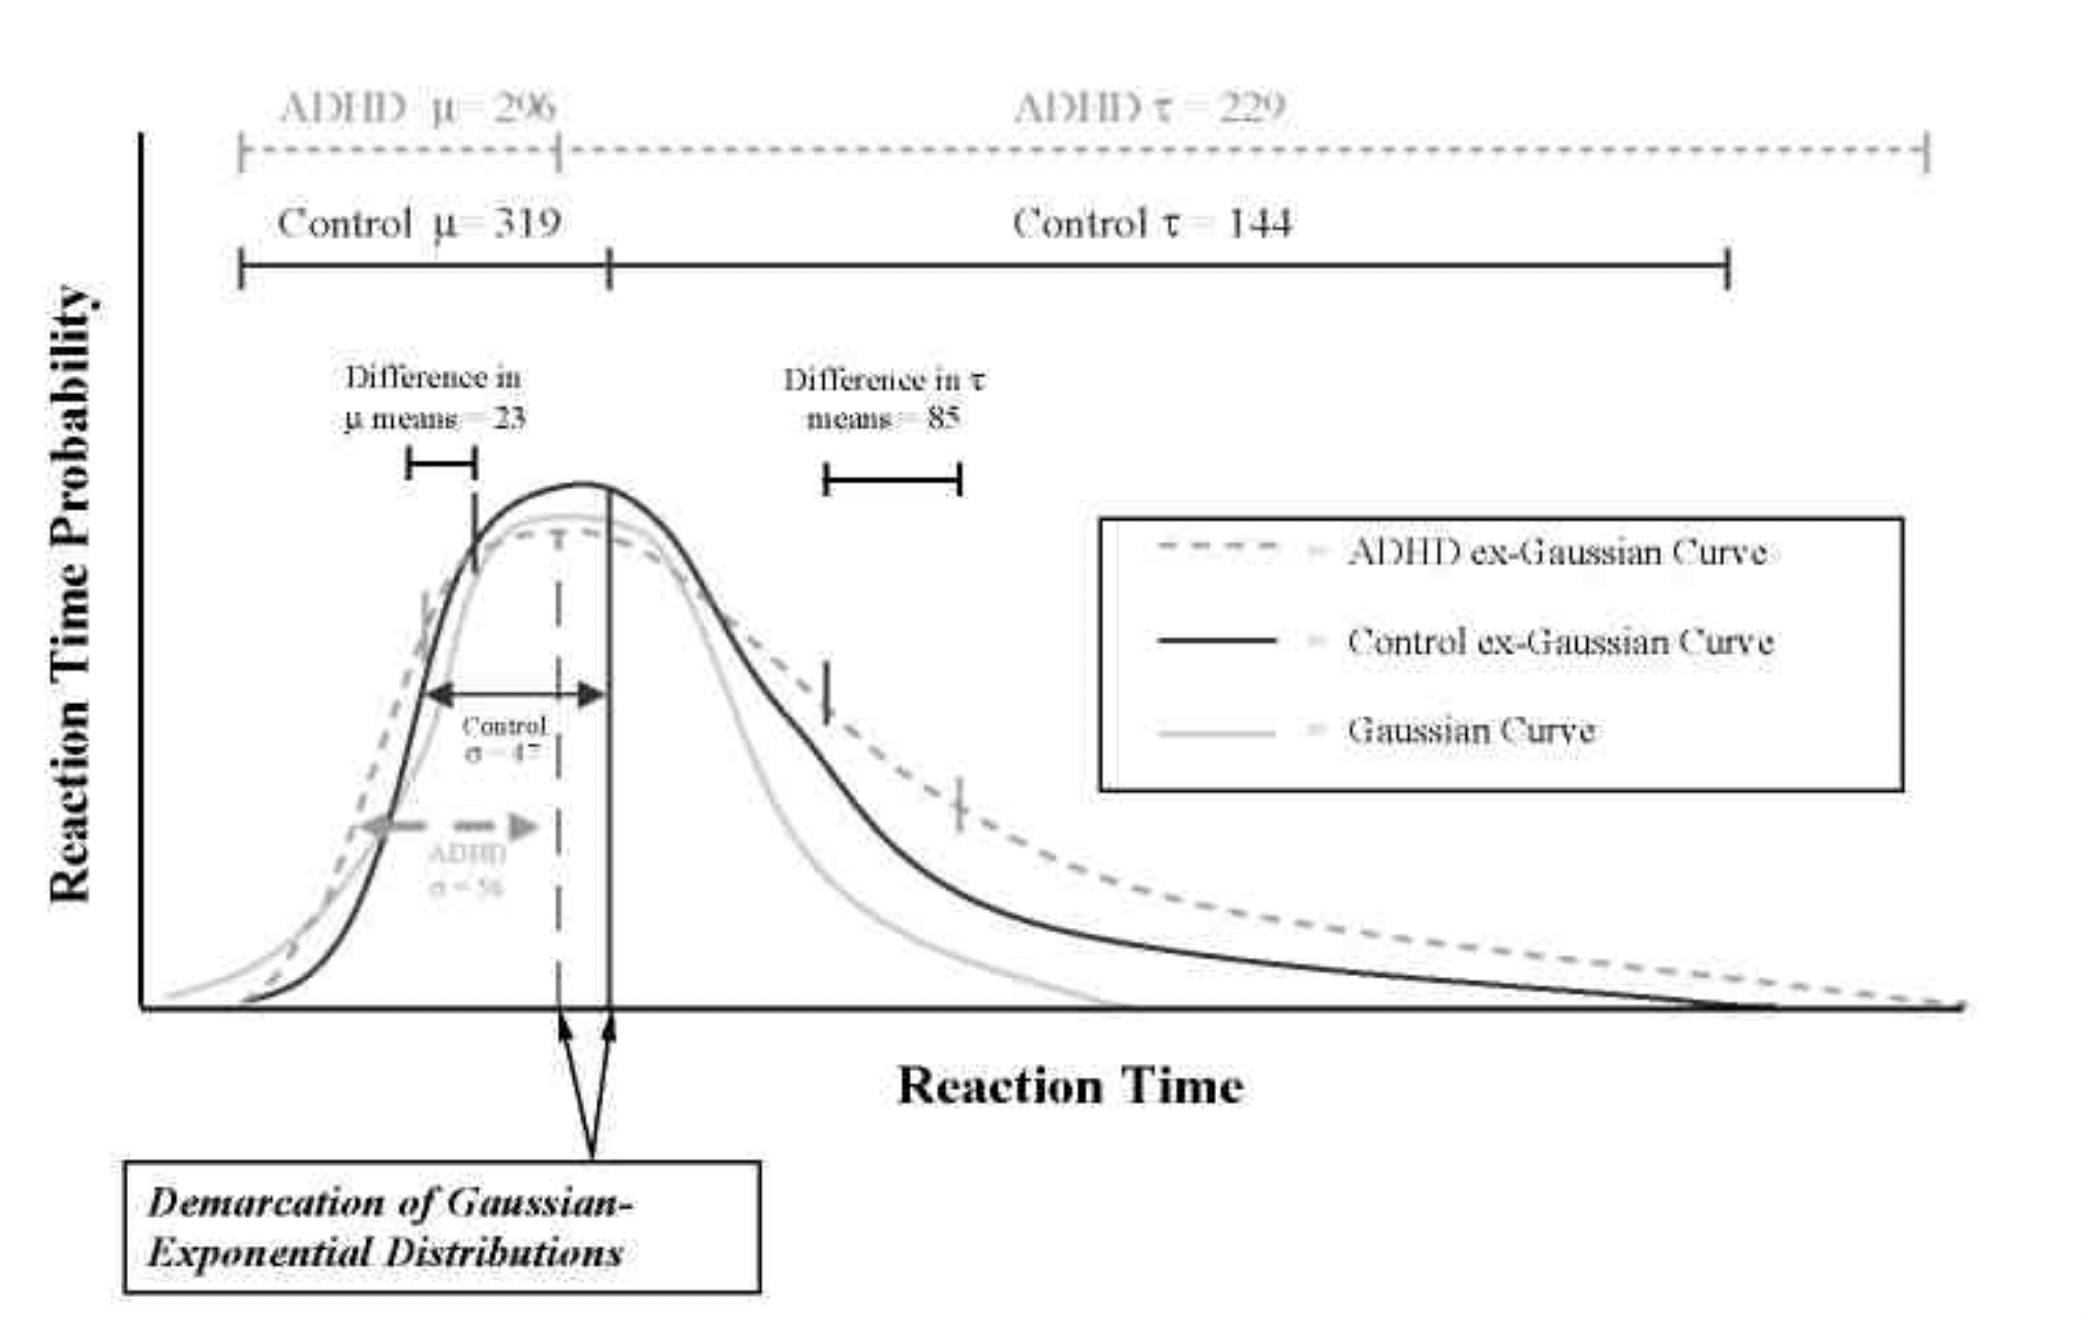 ADHD μ = 296
ADHD τ = 229
Control μ = 319
Control τ = 144
Difference in
μ means = 23
Difference in τ
means = 85
Reaction Time Probability
ADHD ex-Gaussian Curve
Control ex-Gaussian Curve
Gaussian Curve
Control
σ = 47
ADHD
σ = 56
Reaction Time
Demarcation of Gaussian-
Exponential Distributions